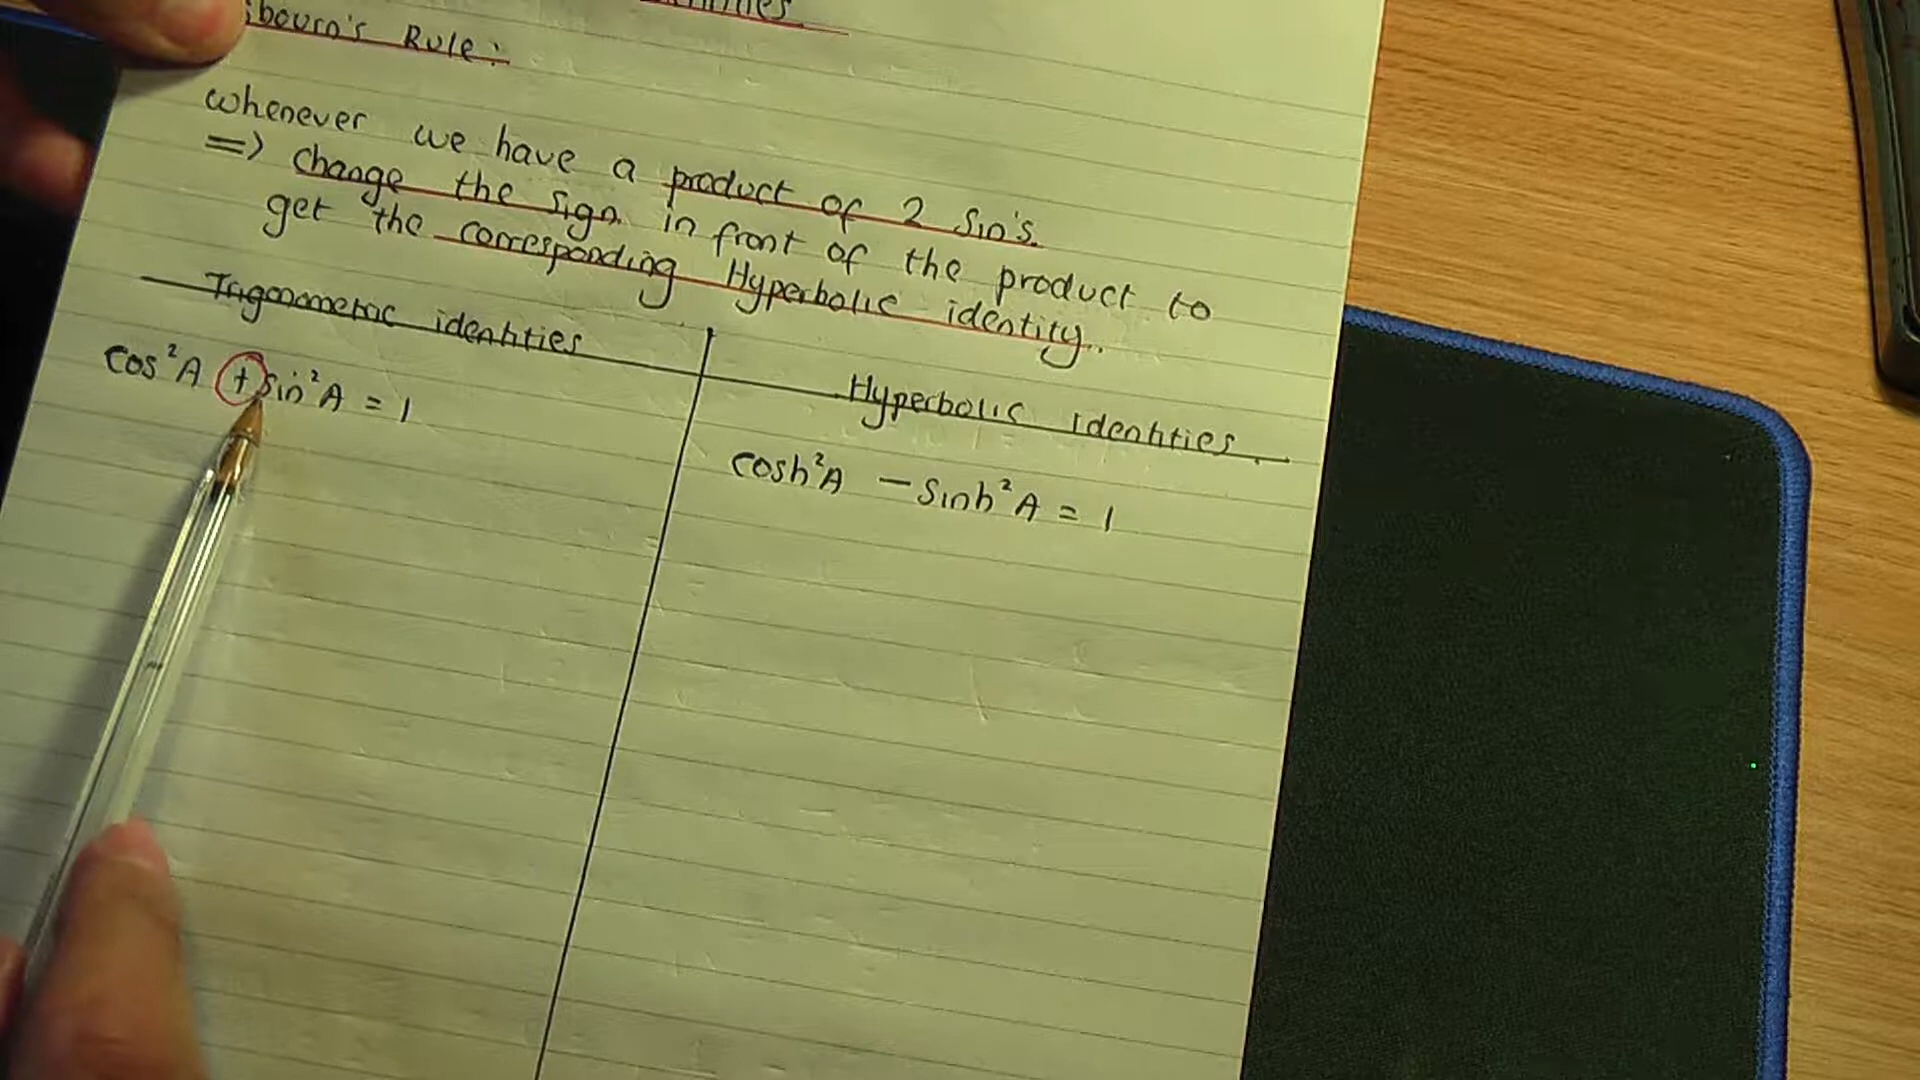 Rule:
whenever we have a product of 2 Sin's.
=> change the sign in front of the product to
get the corresponding Hyperbolic identity.
Trigonometric identities
Hyperbolic identities.
cos²A + sin²A = 1
cosh²A - sinh²A = 1